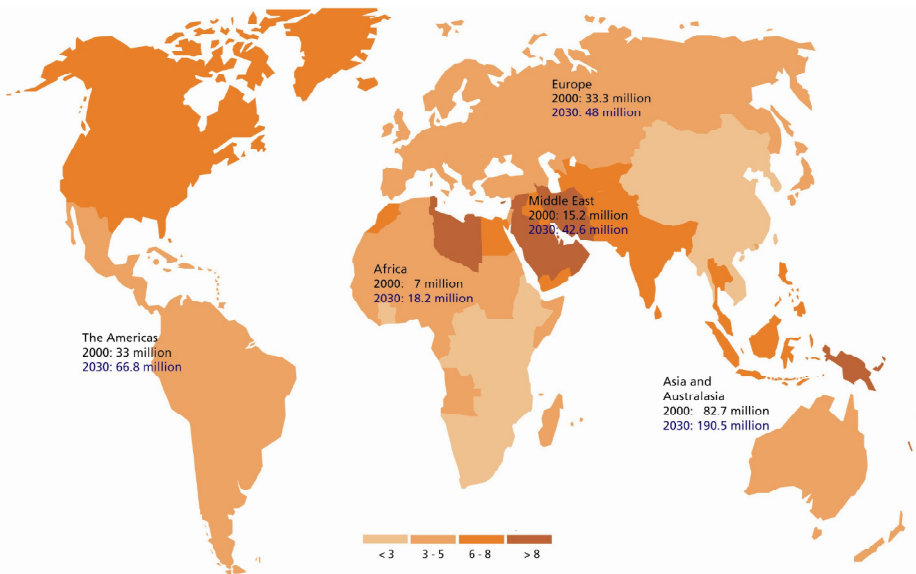 Europe
2000: 33.3 million
2030: 48 million
Middle East
2000: 15.2 million
2030: 42.6 million
Africa
2000: 7 million
2030: 18.2 million
The Americas
2000: 33 million
2030: 66.8 million
Asia and
Australasia
2000: 82.7 million
2030: 190.5 million
< 3 3 - 5 6 - 8 > 8